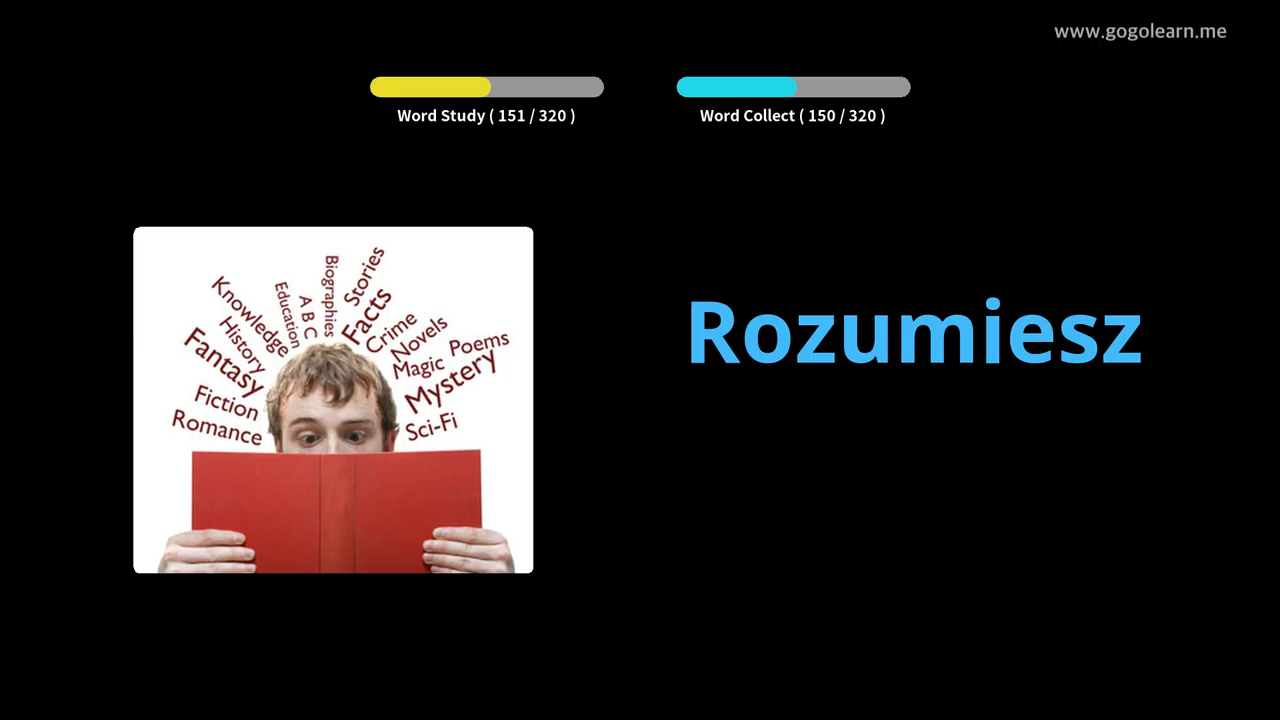 www.gogolearn.me
Word Study ( 151 / 320 )
Word Collect ( 150 / 320 )
Rozumiesz
Knowledge
History
Fantasy
Fiction
Romance
Education
A B C
Biographies
Stories
Facts
Crime
Novels
Magic
Poems
Mystery
Sci-Fi